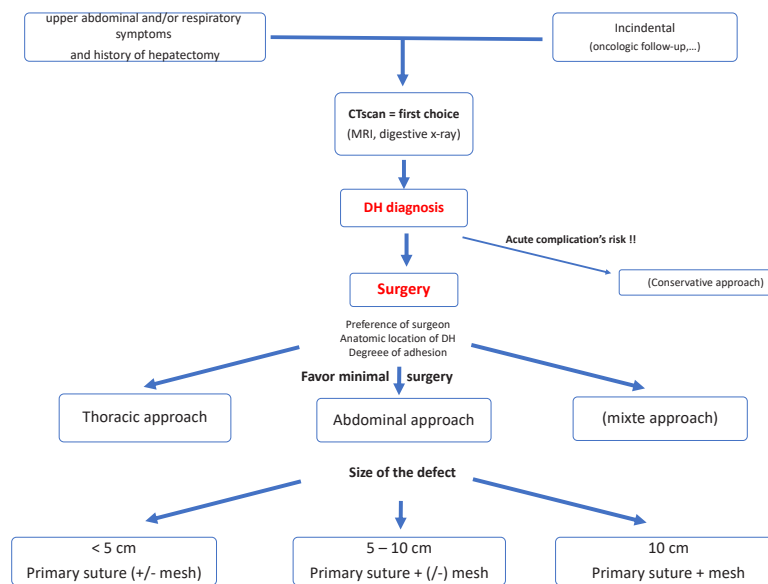 upper abdominal and/or respiratory
symptoms
and history of hepatectomy
Incindental
(oncologic follow-up,...)
CTscan = first choice
(MRI, digestive x-ray)
DH diagnosis
Acute complication's risk !!
(Conservative approach)
Surgery
Preference of surgeon
Anatomic location of DH
Degreee of adhesion
Favor minimal surgery
Thoracic approach
Abdominal approach
(mixte approach)
Size of the defect
< 5 cm
Primary suture (+/- mesh)
5 – 10 cm
Primary suture + (/-) mesh
10 cm
Primary suture + mesh